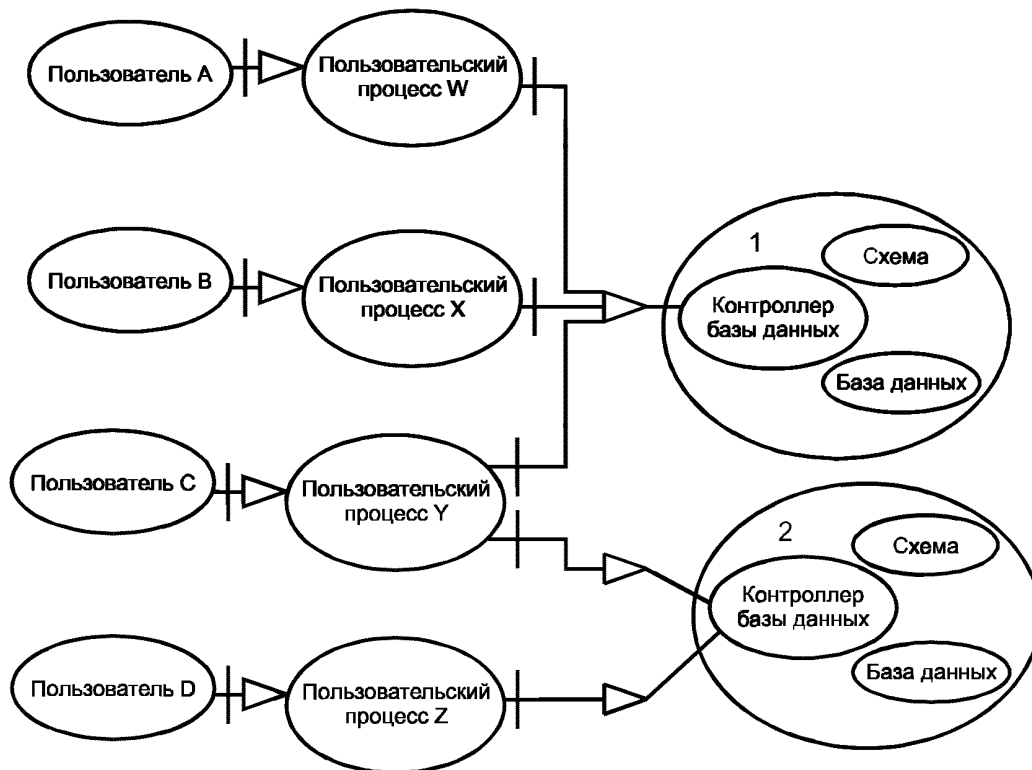 Пользователь A
Пользовательский
процесс W
Пользователь B
Пользовательский
процесс X
1
Схема
Контроллер
базы данных
База данных
Пользователь C
Пользовательский
процесс Y
2
Схема
Контроллер
базы данных
База данных
Пользователь D
Пользовательский
процесс Z